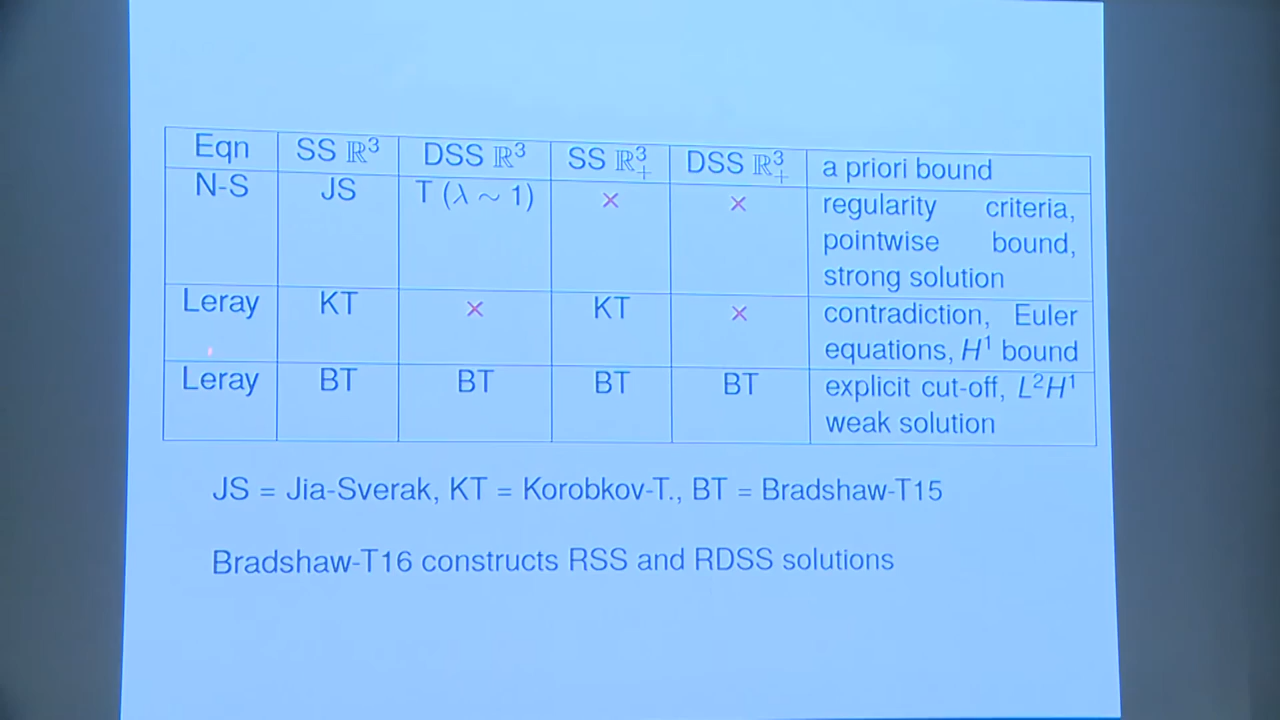 Eqn SS ℝ³ DSS ℝ³ SS ℝ³₊ DSS ℝ³₊ a priori bound
N-S JS T (λ ∼ 1) × × regularity criteria,
pointwise bound,
strong solution
Leray KT × KT × contradiction, Euler
equations, H¹ bound
Leray BT BT BT BT explicit cut-off, L²H¹
weak solution
JS = Jia-Sverak, KT = Korobkov-T., BT = Bradshaw-T15
Bradshaw-T16 constructs RSS and RDSS solutions